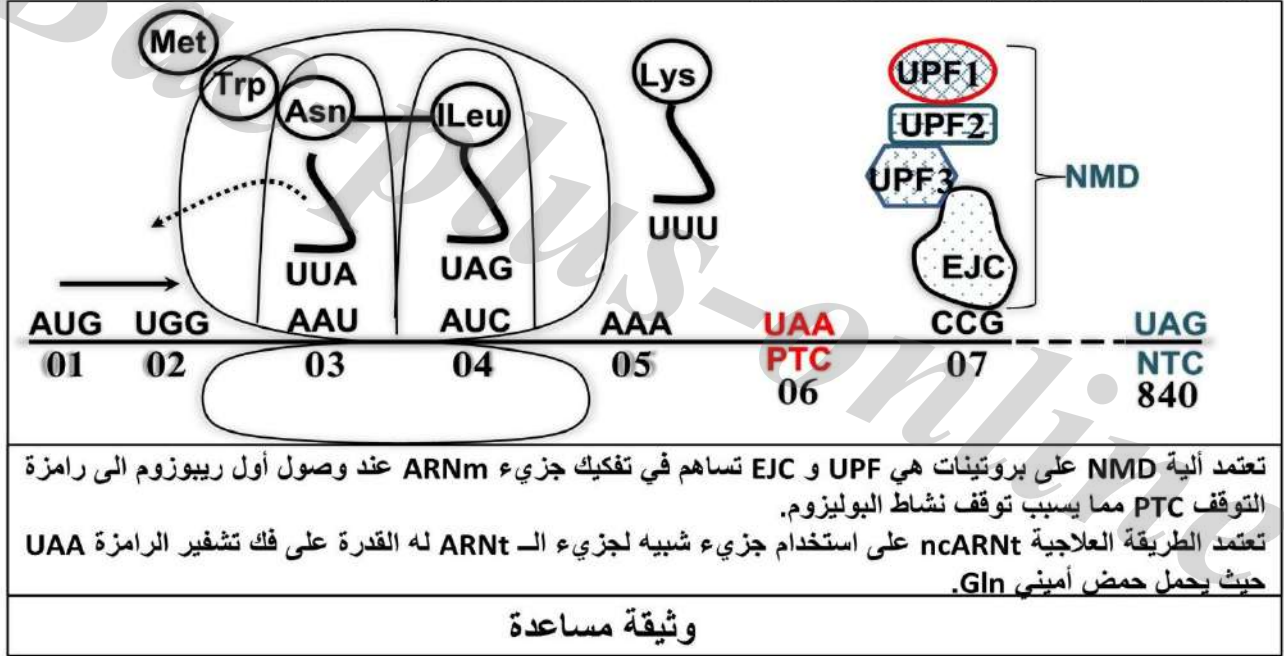 Met
Trp
Asn
ILeu
Lys
UPF1
UPF2
UPF3
NMD
EJC
UUU
UUA
UAG
AUG UGG AAU AUC AAA UAA CCG UAG
PTC NTC
01 02 03 04 05 06 07 840
تعتمد ألية NMD على بروتينات هي UPF و EJC تساهم في تفكيك جزيء ARNm عند وصول أول ريبوزوم الى رامزة
التوقف PTC مما يسبب توقف نشاط البوليزوم.
تعتمد الطريقة العلاجية ncARNt على استخدام جزيء شبيه لجزيء الــ ARNt له القدرة على فك تشفير الرامزة UAA
حيث يحمل حمض أميني Gln.
وثيقة مساعدة
Bac-plus-online